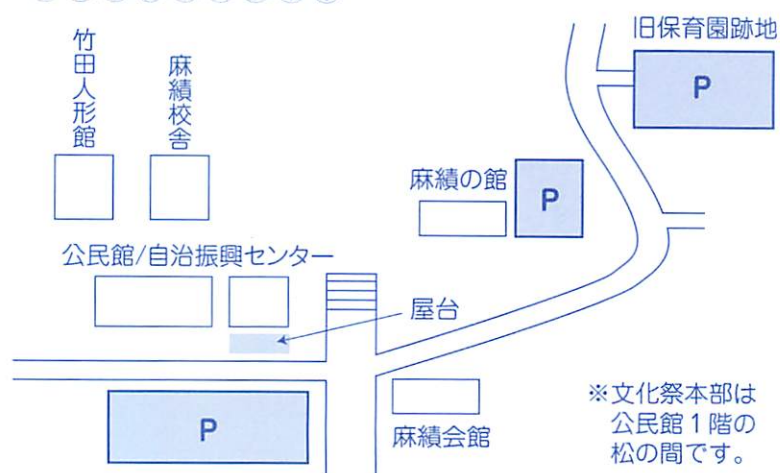 旧保育園跡地
P
竹田人形館
麻績校舎
麻績の館
P
公民館/自治振興センター
屋台
P
麻績会館
※文化祭本部は
公民館1階の
松の間です。